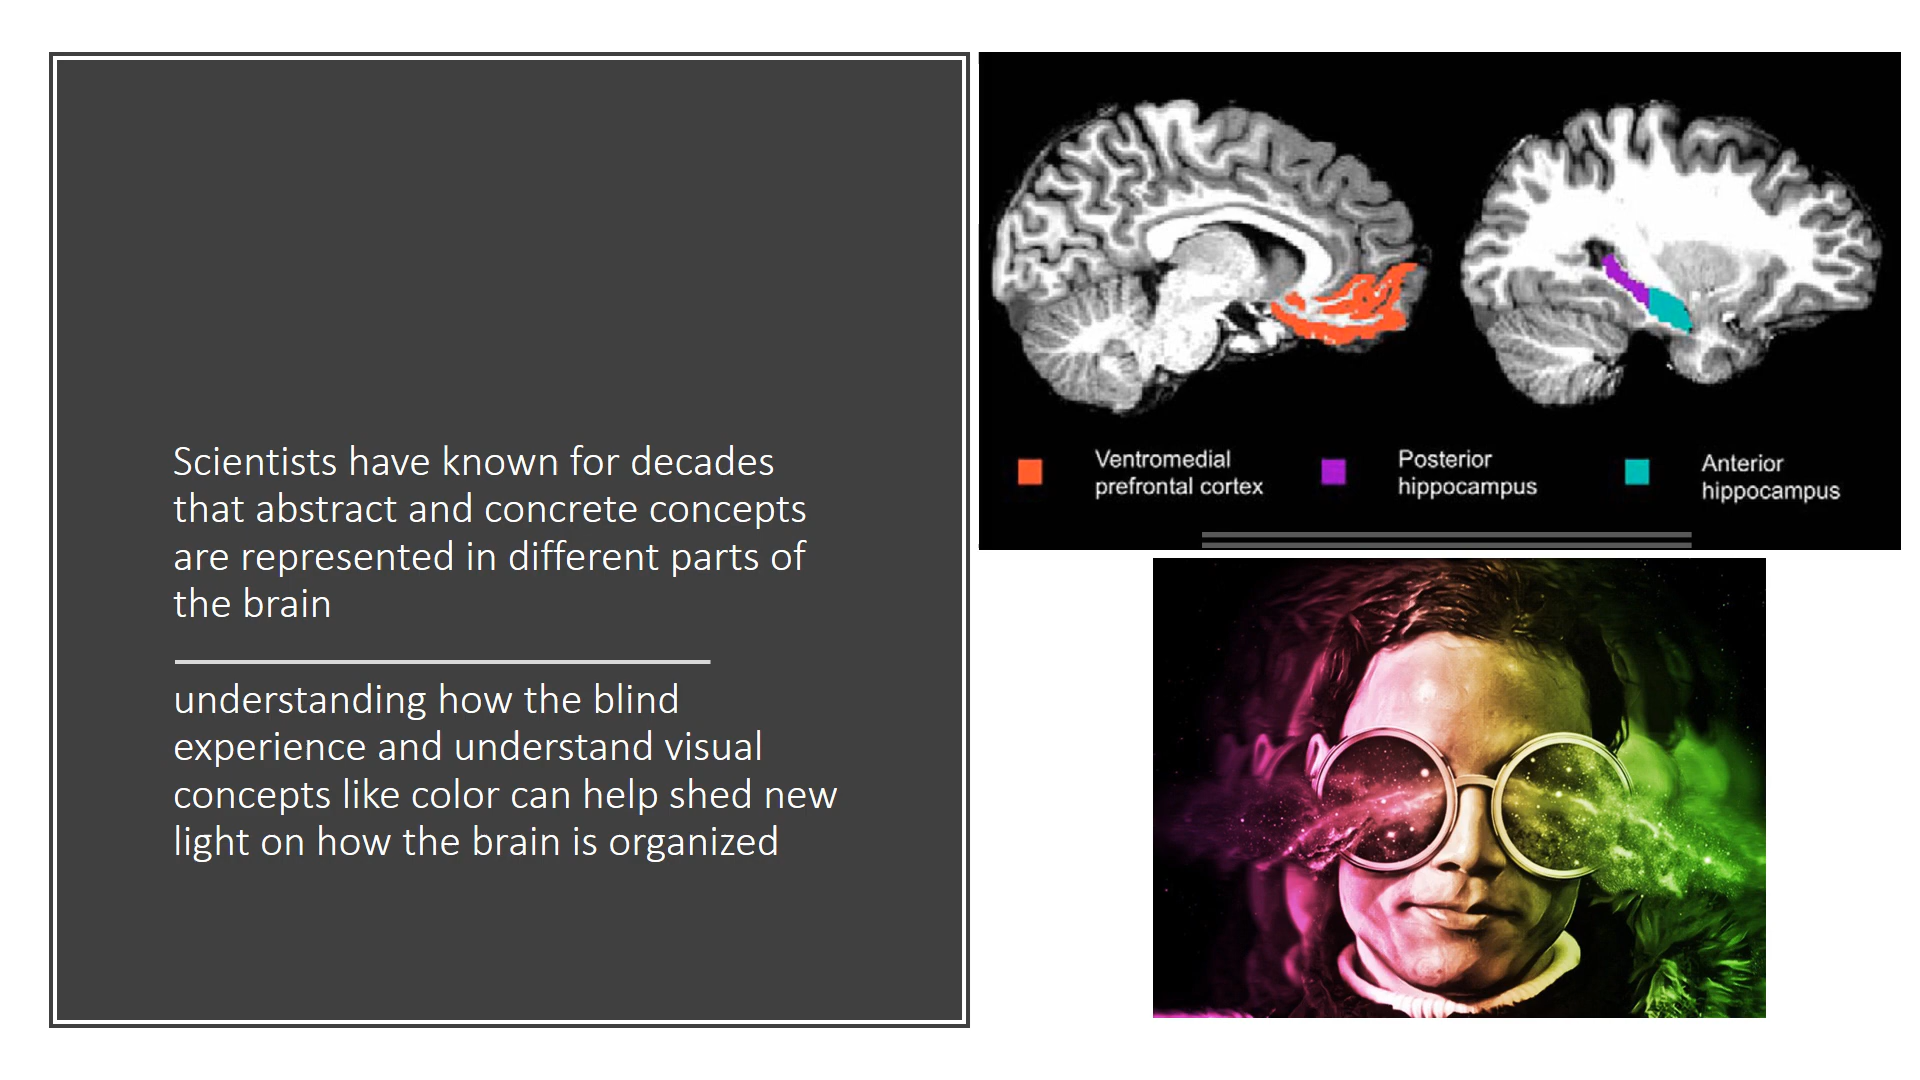 Scientists have known for decades
that abstract and concrete concepts
are represented in different parts of
the brain
understanding how the blind
experience and understand visual
concepts like color can help shed new
light on how the brain is organized
Ventromedial
prefrontal cortex
Posterior
hippocampus
Anterior
hippocampus